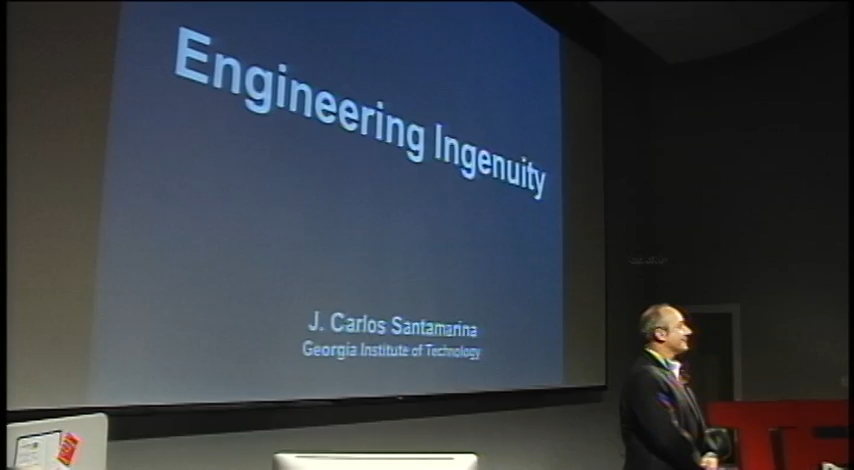 Engineering Ingenuity
J. Carlos Santamarina
Georgia Institute of Technology